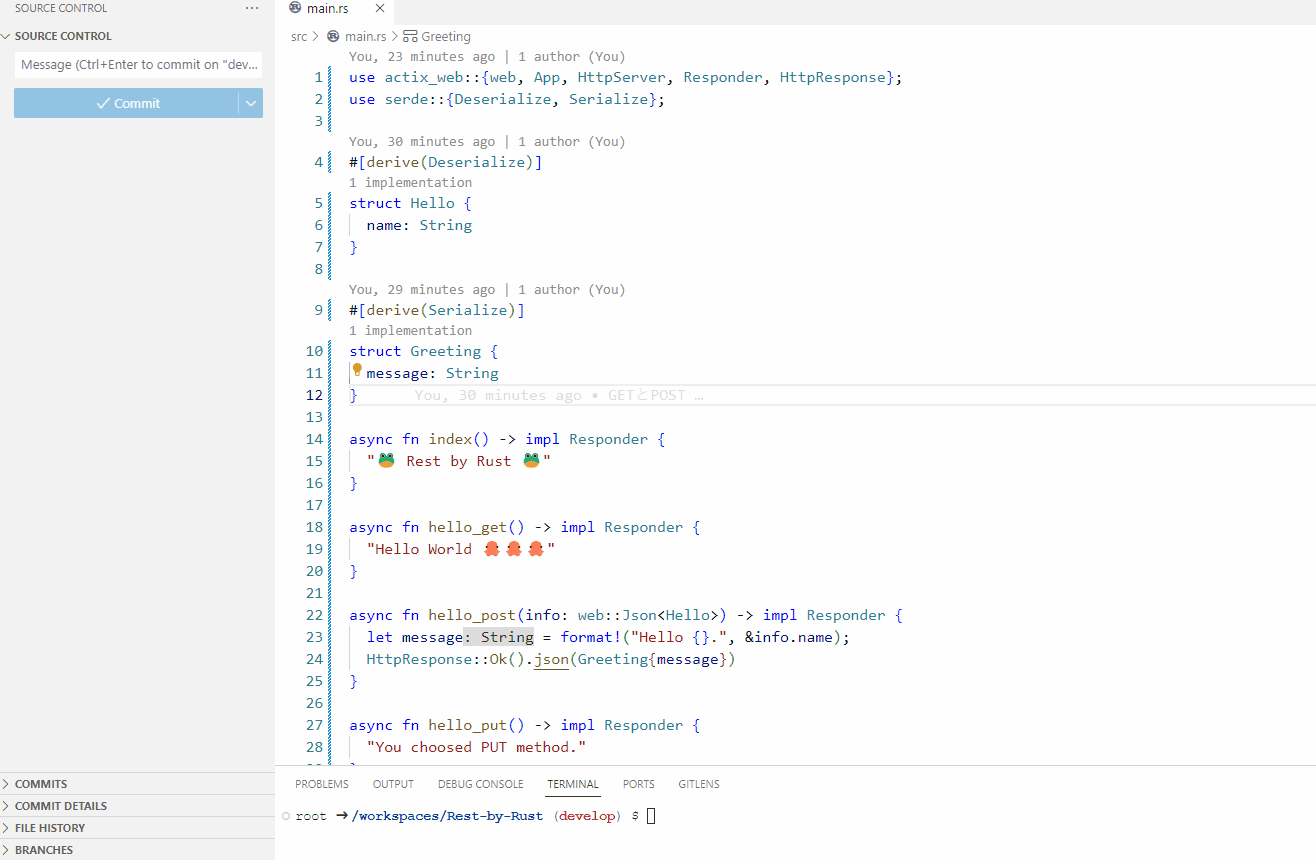 SOURCE CONTROL ...
SOURCE CONTROL
Message (Ctrl+Enter to commit on "dev...
Commit
COMMITS
COMMIT DETAILS
FILE HISTORY
BRANCHES
main.rs ×
src > main.rs > Greeting
You, 23 minutes ago | 1 author (You)
1 use actix_web::{web, App, HttpServer, Responder, HttpResponse};
2 use serde::{Deserialize, Serialize};
3
You, 30 minutes ago | 1 author (You)
4 #[derive(Deserialize)]
1 implementation
5 struct Hello {
6 name: String
7 }
8
You, 29 minutes ago | 1 author (You)
9 #[derive(Serialize)]
1 implementation
10 struct Greeting {
11 message: String
12 } You, 30 minutes ago • GETとPOST …
13
14 async fn index() -> impl Responder {
15 "🐸 Rest by Rust 🐸"
16 }
17
18 async fn hello_get() -> impl Responder {
19 "Hello World 🐙🐙🐙"
20 }
21
22 async fn hello_post(info: web::Json<Hello>) -> impl Responder {
23 let message: String = format!("Hello {}.", &info.name);
24 HttpResponse::Ok().json(Greeting{message})
25 }
26
27 async fn hello_put() -> impl Responder {
28 "You choosed PUT method."
PROBLEMS OUTPUT DEBUG CONSOLE TERMINAL PORTS GITLENS
root ➜ /workspaces/Rest-by-Rust (develop) $